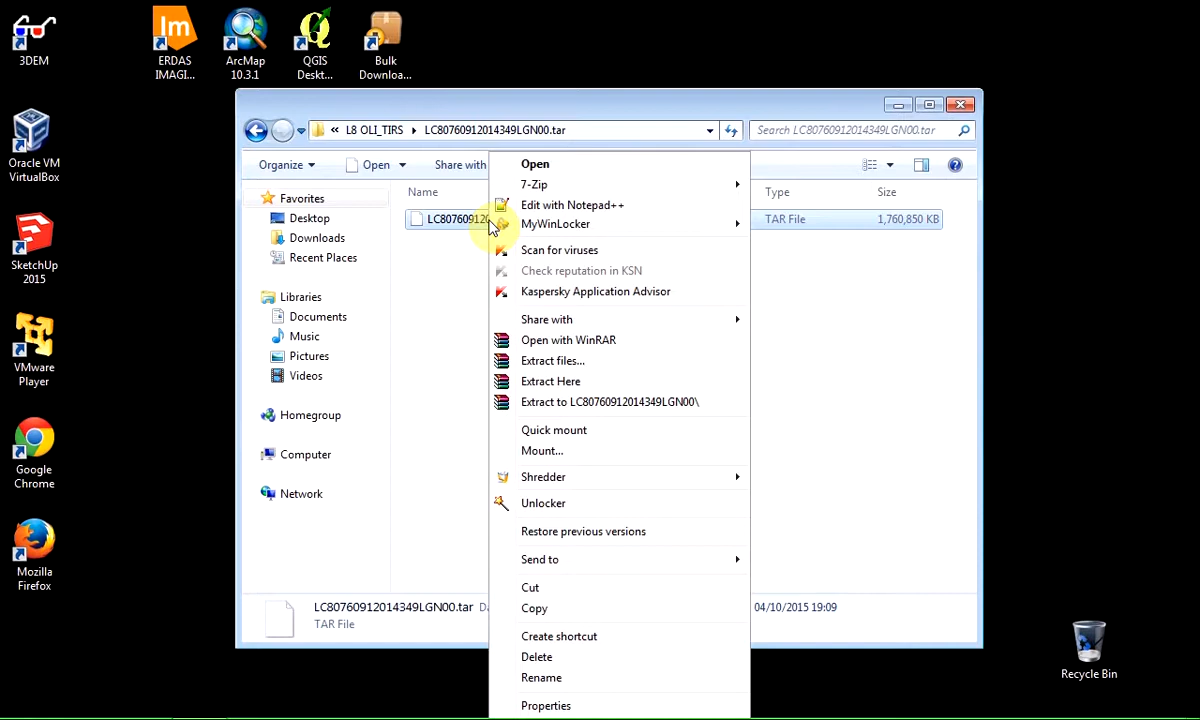 3DEM
ERDAS
IMAGI...
ArcMap
10.3.1
QGIS
Deskt...
Bulk
Downloa...
Oracle VM
VirtualBox
SketchUp
2015
VMware
Player
Google
Chrome
Mozilla
Firefox
« L8 OLI_TIRS ▸ LC80760912014349LGN00.tar
Search LC80760912014349LGN00.tar
Organize
Open
Share with
Name
Type
Size
LC807609120
TAR File
1,760,850 KB
Favorites
Desktop
Downloads
Recent Places
Libraries
Documents
Music
Pictures
Videos
Homegroup
Computer
Network
Open
7-Zip
Edit with Notepad++
MyWinLocker
Scan for viruses
Check reputation in KSN
Kaspersky Application Advisor
Share with
Open with WinRAR
Extract files...
Extract Here
Extract to LC80760912014349LGN00\
Quick mount
Mount...
Shredder
Unlocker
Restore previous versions
Send to
Cut
Copy
Create shortcut
Delete
Rename
Properties
LC80760912014349LGN00.tar
04/10/2015 19:09
TAR File
Recycle Bin